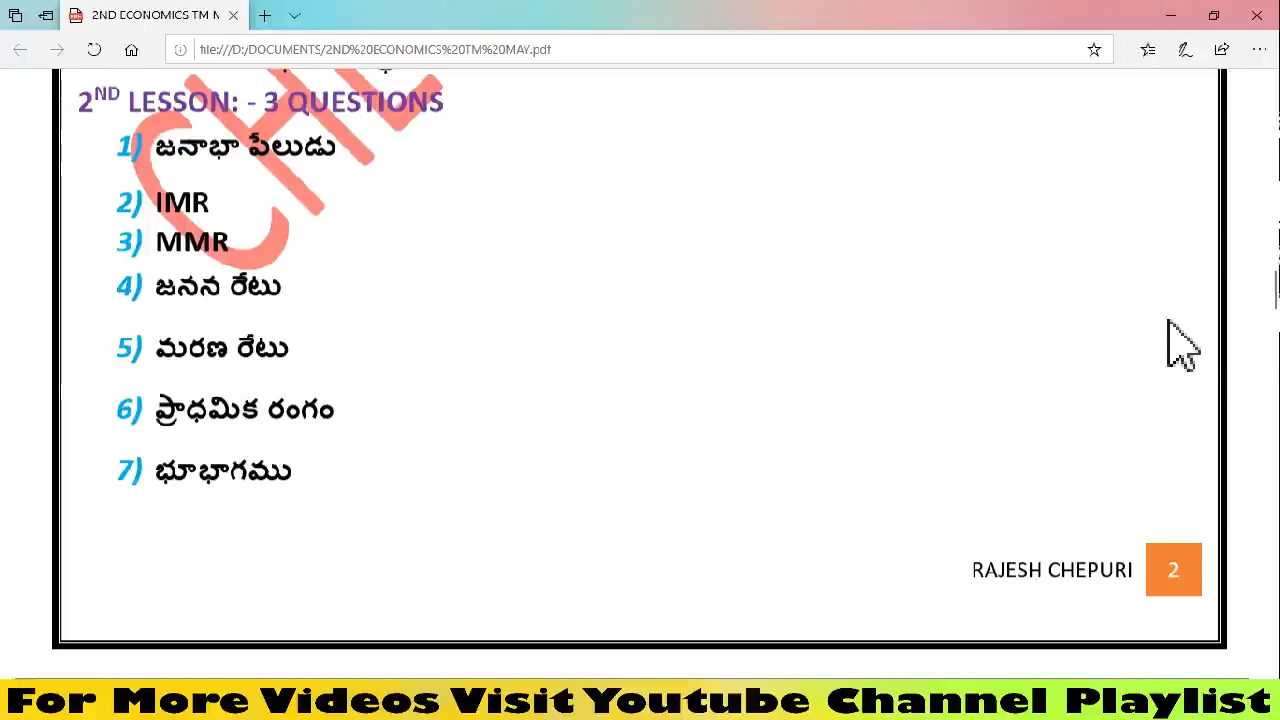 2ND ECONOMICS TM M
file:///D:/DOCUMENTS/2ND%20ECONOMICS%20TM%20MAY.pdf
2ND LESSON: - 3 QUESTIONS
1) జనాభా పేలుడు
2) IMR
3) MMR
4) జనన రేటు
5) మరణ రేటు
6) ప్రాధమిక రంగం
7) భూభాగము
RAJESH CHEPURI 2
For More Videos Visit Youtube Channel Playlist